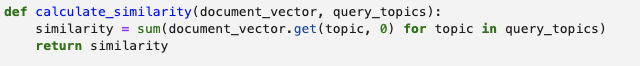 def calculate_similarity(document_vector, query_topics):
    similarity = sum(document_vector.get(topic, 0) for topic in query_topics)
    return similarity